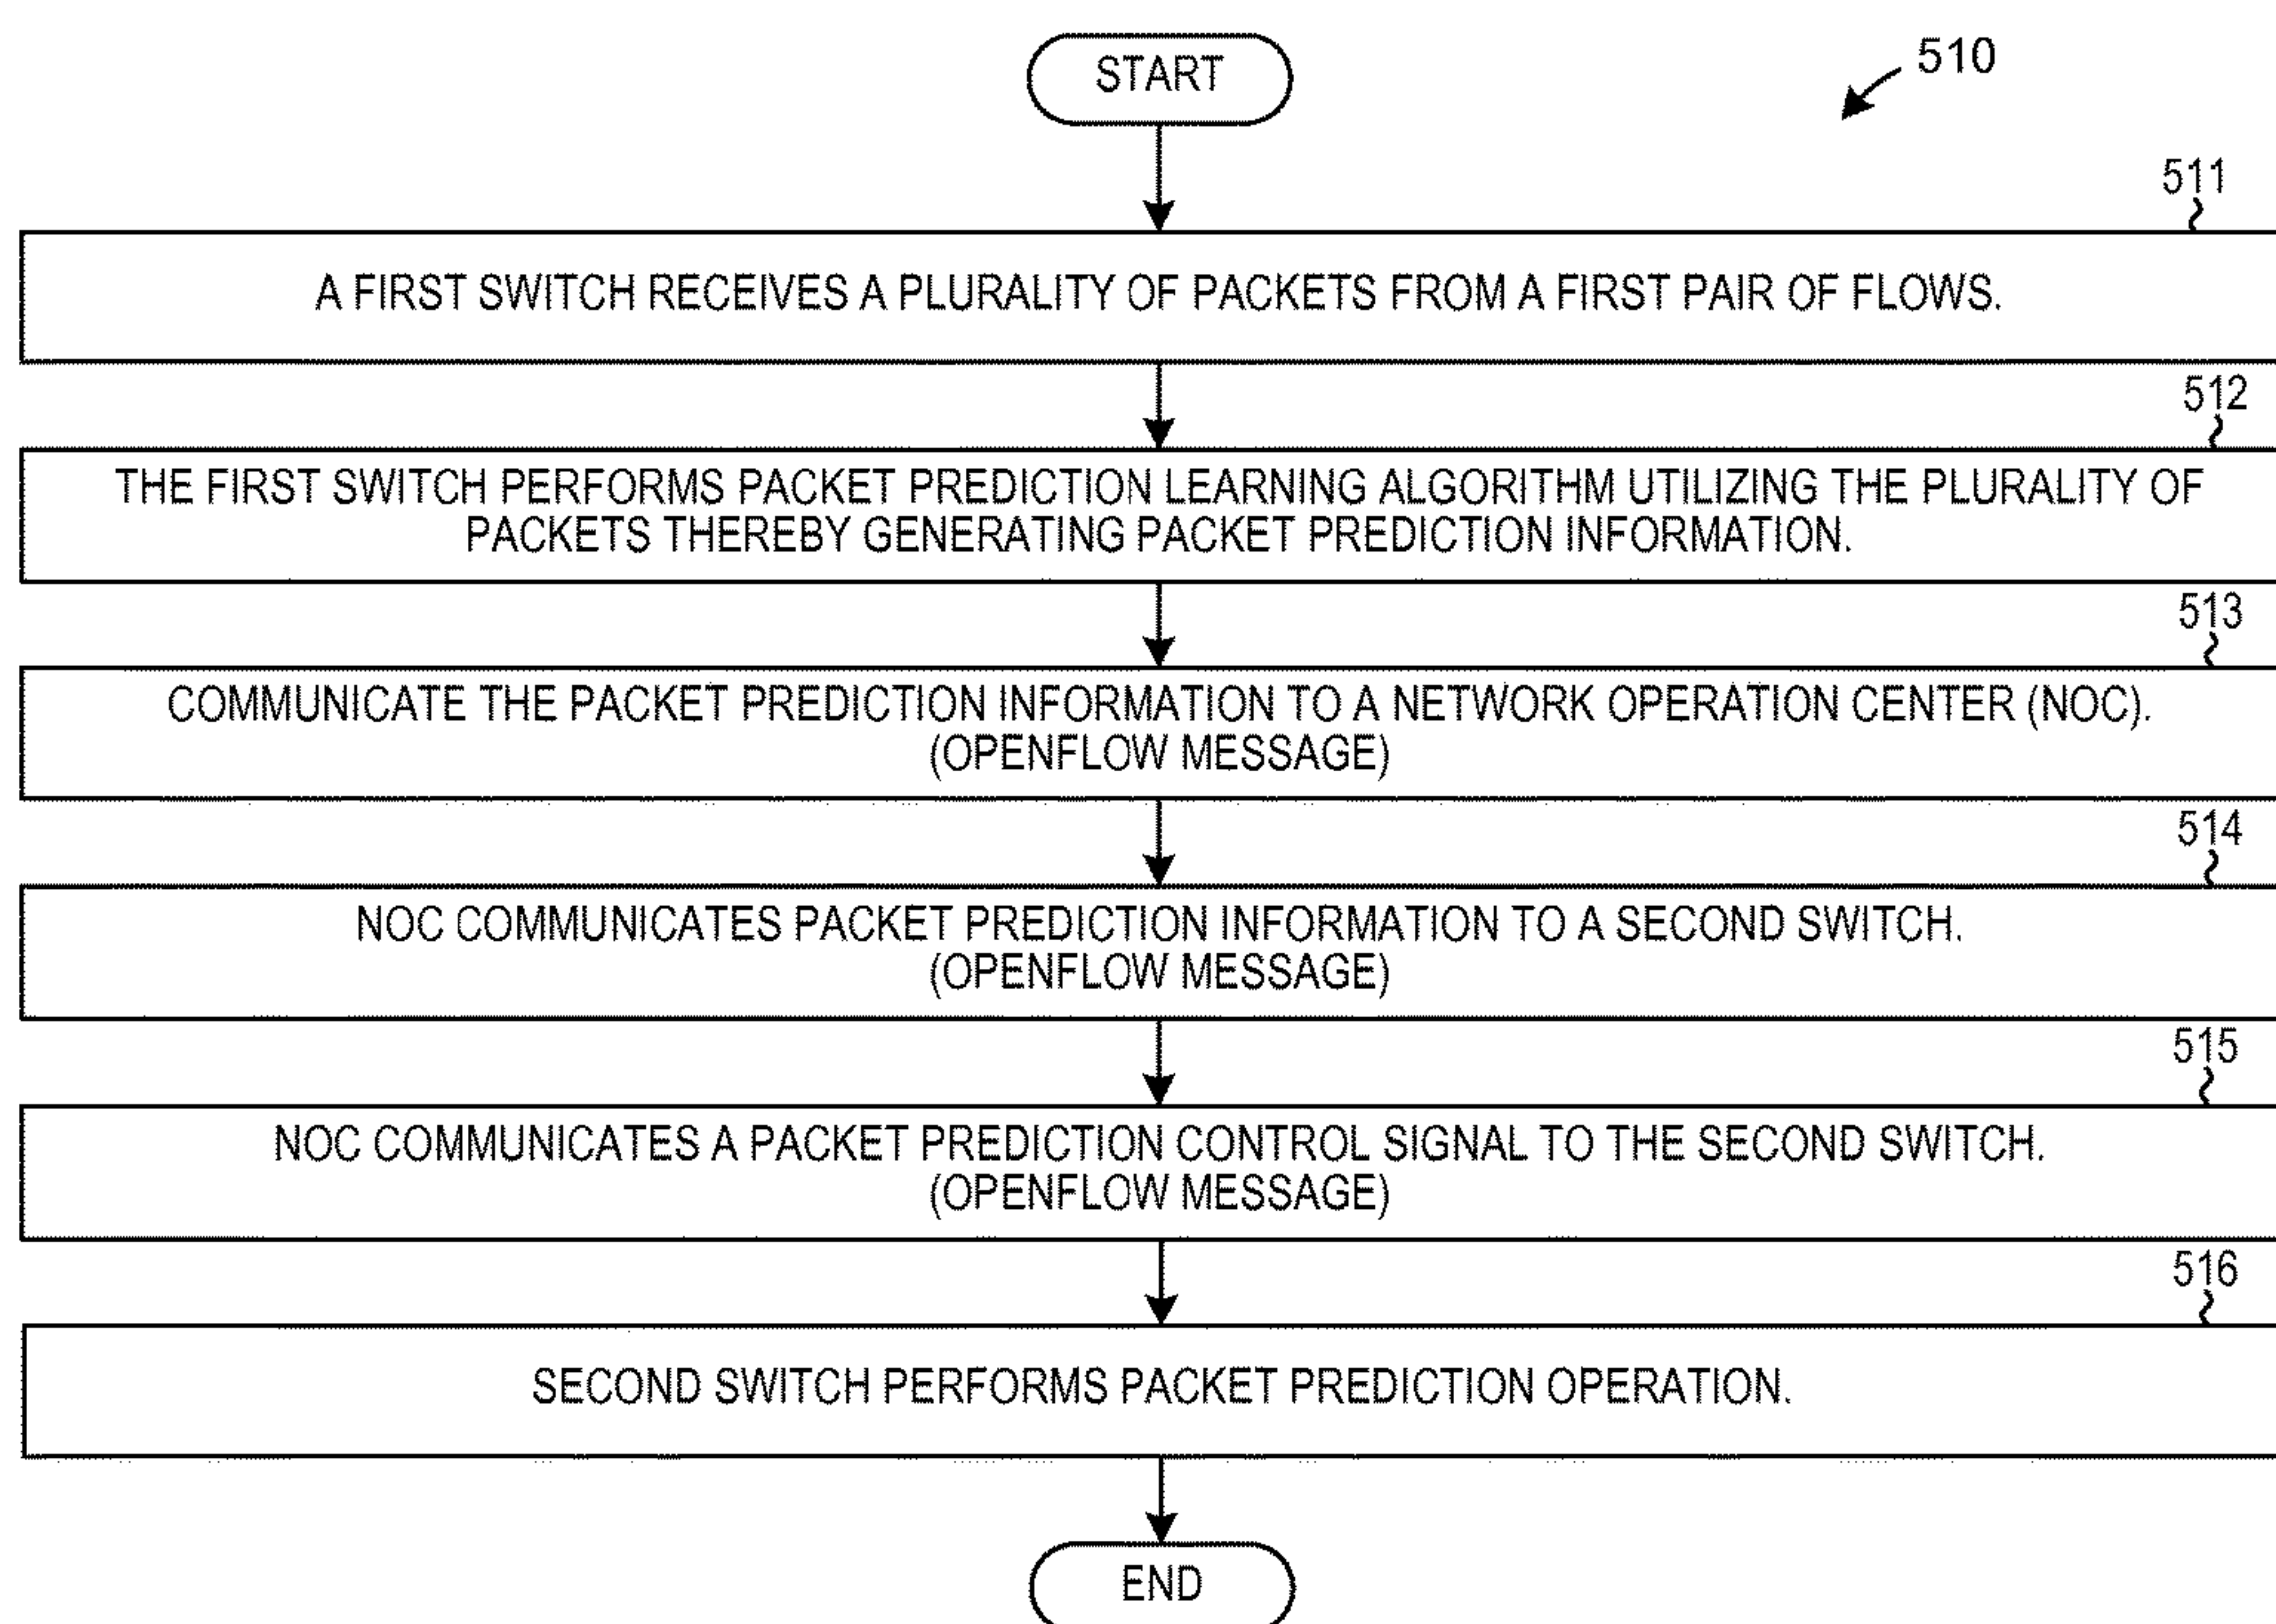 START
510
511
A FIRST SWITCH RECEIVES A PLURALITY OF PACKETS FROM A FIRST PAIR OF FLOWS.
512
THE FIRST SWITCH PERFORMS PACKET PREDICTION LEARNING ALGORITHM UTILIZING THE PLURALITY OF
PACKETS THEREBY GENERATING PACKET PREDICTION INFORMATION.
513
COMMUNICATE THE PACKET PREDICTION INFORMATION TO A NETWORK OPERATION CENTER (NOC).
(OPENFLOW MESSAGE)
514
NOC COMMUNICATES PACKET PREDICTION INFORMATION TO A SECOND SWITCH.
(OPENFLOW MESSAGE)
515
NOC COMMUNICATES A PACKET PREDICTION CONTROL SIGNAL TO THE SECOND SWITCH.
(OPENFLOW MESSAGE)
516
SECOND SWITCH PERFORMS PACKET PREDICTION OPERATION.
END